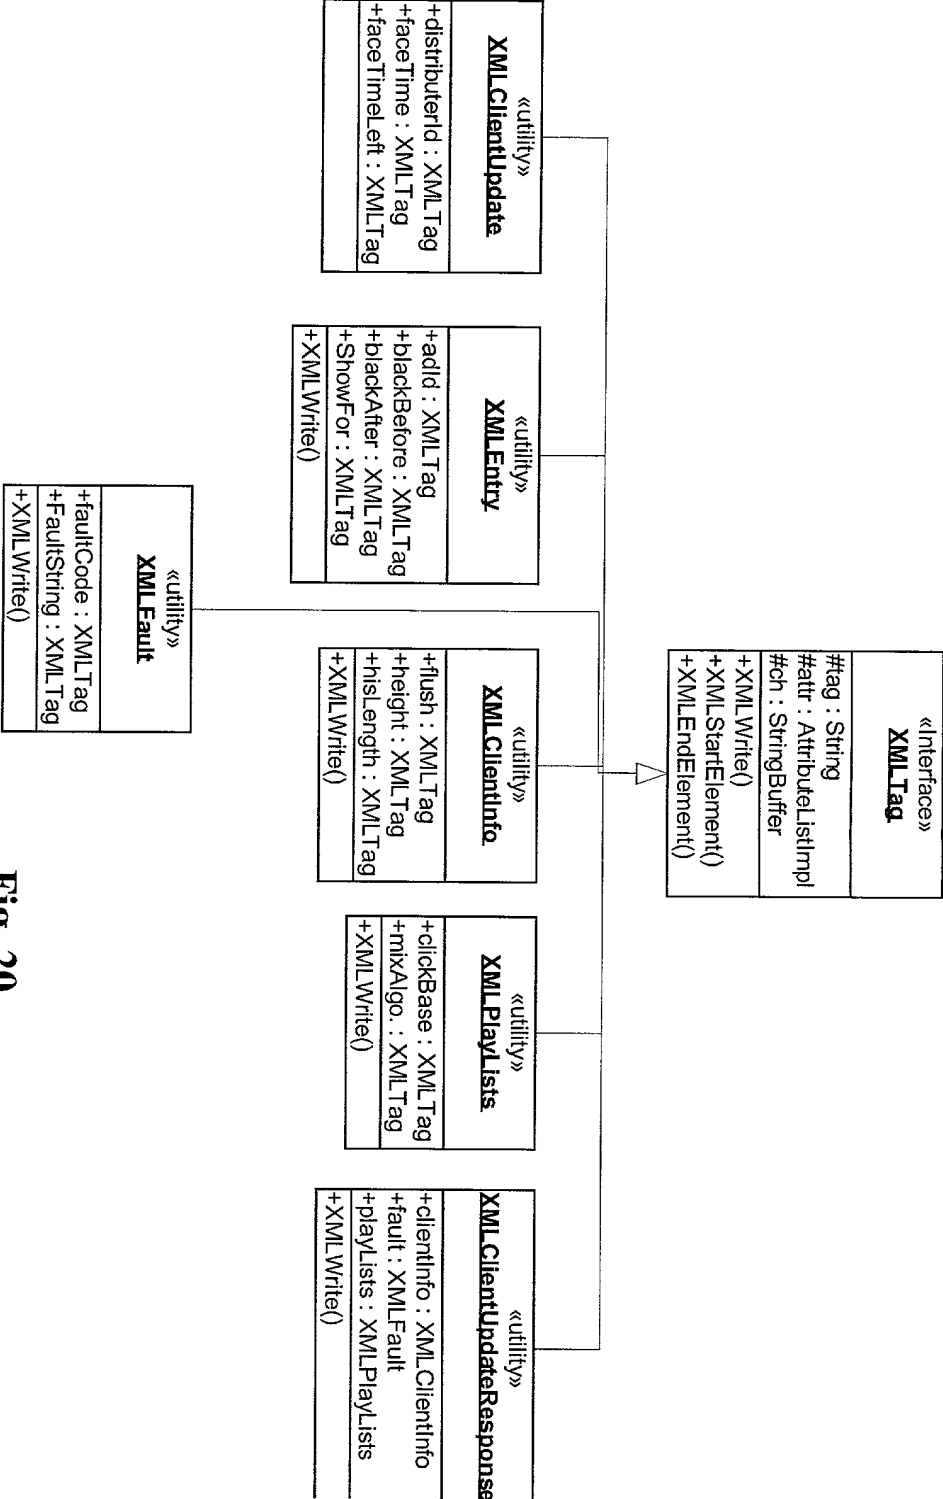 «Interface»
XMLTag
#tag : String
#attr : AttributeListImpl
#ch : StringBuffer
+XMLWrite()
+XMLStartElement()
+XMLEndElement()
«utility»
XMLClientUpdate
+distributerId : XMLTag
+faceTime : XMLTag
+faceTimeLeft : XMLTag
«utility»
XMLEntry
+adId : XMLTag
+blackBefore : XMLTag
+blackAfter : XMLTag
+ShowFor : XMLTag
+XMLWrite()
«utility»
XMLClientInfo
+flush : XMLTag
+height : XMLTag
+hisLength : XMLTag
+XMLWrite()
«utility»
XMLPlayLists
+clickBase : XMLTag
+mixAlgo. : XMLTag
+XMLWrite()
«utility»
XMLClientUpdateResponse
+clientInfo : XMLClientInfo
+fault : XMLFault
+playLists : XMLPlayLists
+XMLWrite()
«utility»
XMLFault
+faultCode : XMLTag
+FaultString : XMLTag
+XMLWrite()
Fig. 20